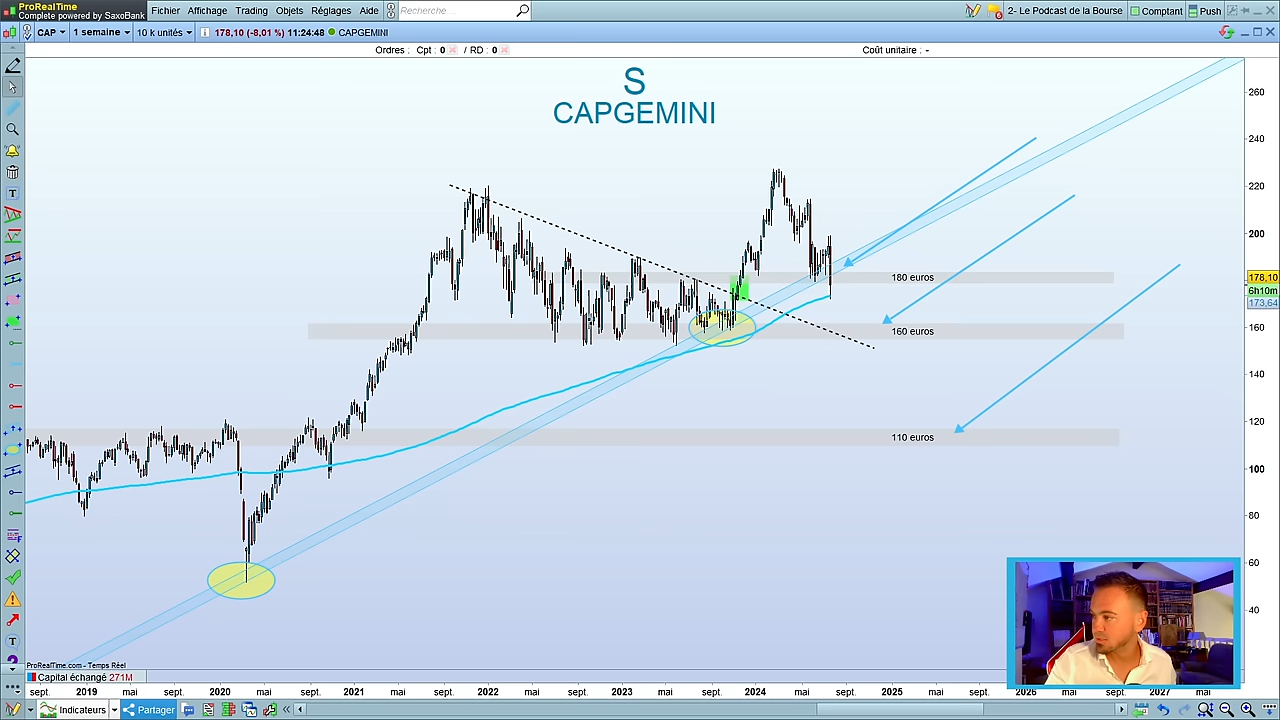 ProRealTime
Complete powered by SaxoBank
Fichier Affichage Trading Objets Réglages Aide
Recherche
2- Le Podcast de la Bourse
Comptant
Push
CAP
1 semaine
10 k unités
178,10 (-8,01 %) 11:24:48
CAPGEMINI
Ordres : Cpt : 0 / RD : 0
Coût unitaire : -
S
CAPGEMINI
260
240
220
200
180 euros
178,10
6h10m
173,64
160 euros
160
140
120
110 euros
100
80
60
40
ProRealTime.com - Temps Réel
Capital échangé 271M
sept. 2019 mai sept. 2020 mai sept. 2021 mai sept. 2022 mai sept. 2023 mai sept. 2024 mai sept. 2025 mai sept. 2026 mai sept. 2027 mai
Indicateurs
Partager